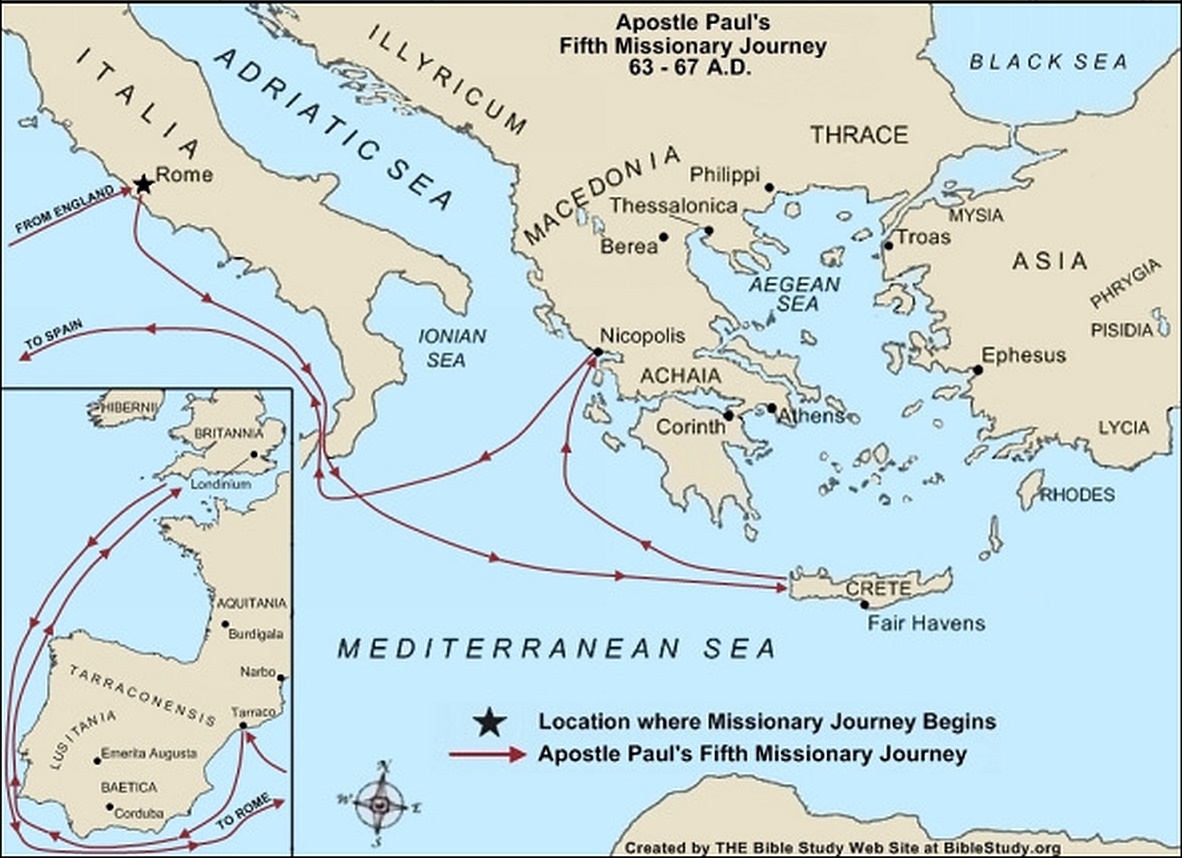 Apostle Paul's
Fifth Missionary Journey
63 - 67 A.D.
BLACK SEA
ILLYRICUM
ITALIA
ADRIATIC SEA
THRACE
MACEDONIA
Philippi
Rome
Thessalonica
FROM ENGLAND
MYSIA
Berea
Troas
ASIA
PHRYGIA
AEGEAN
SEA
PISIDIA
TO SPAIN
IONIAN
SEA
Nicopolis
Ephesus
ACHAIA
Athens
Corinth
LYCIA
HIBERNII
BRITANNIA
Londinium
RHODES
CRETE
AQUITANIA
Fair Havens
Burdigala
MEDITERRANEAN SEA
Narbo
TARRACONENSIS
Tarraco
LUSITANIA
Location where Missionary Journey Begins
Emerita Augusta
Apostle Paul's Fifth Missionary Journey
BAETICA
Corduba
TO ROME
N
W
E
S
Created by THE Bible Study Web Site at BibleStudy.org